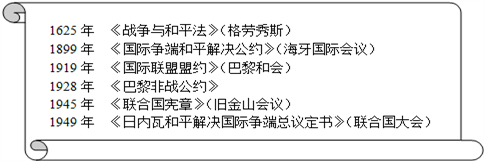 1625 年 《战争与和平法》(格劳秀斯)
1899 年 《国际争端和平解决公约》(海牙国际会议)
1919 年 《国际联盟盟约》(巴黎和会)
1928 年 《巴黎非战公约》
1945 年 《联合国宪章》(旧金山会议)
1949 年 《日内瓦和平解决国际争端总议定书》(联合国大会)